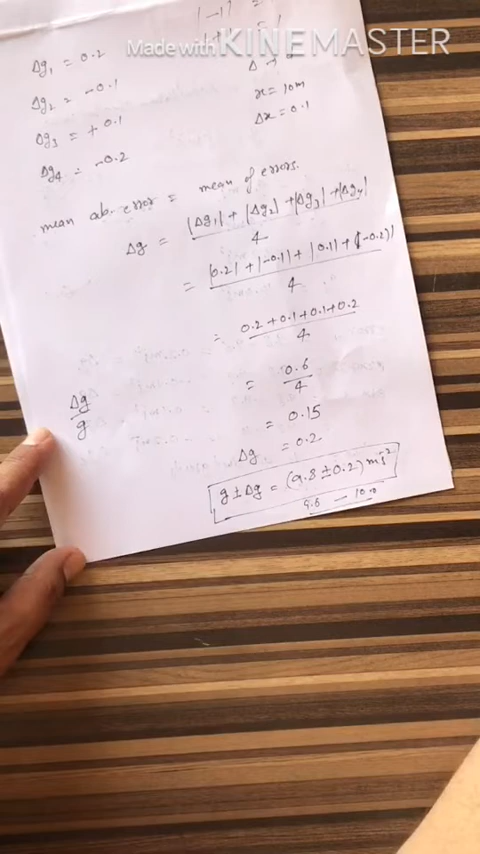 |-1| =
= 1
Made with KINEMASTER
Δg₁ = 0.2
Δg₂ = -0.1
x = 10m
Δg₃ = + 0.1
Δx = 0.1
Δg₄ = -0.2
mean ab. error = mean of errors.
Δg = |Δg₁| + |Δg₂| + |Δg₃| + |Δg₄| / 4
= |0.2| + |-0.1| + |0.1| + |(-0.2)| / 4
= 0.2 + 0.1 + 0.1 + 0.2 / 4
= 0.6 / 4
Δg / g
= 0.15
Δg = 0.2
g ± Δg = (9.8 ± 0.2) ms⁻²
9.6 — 10.0